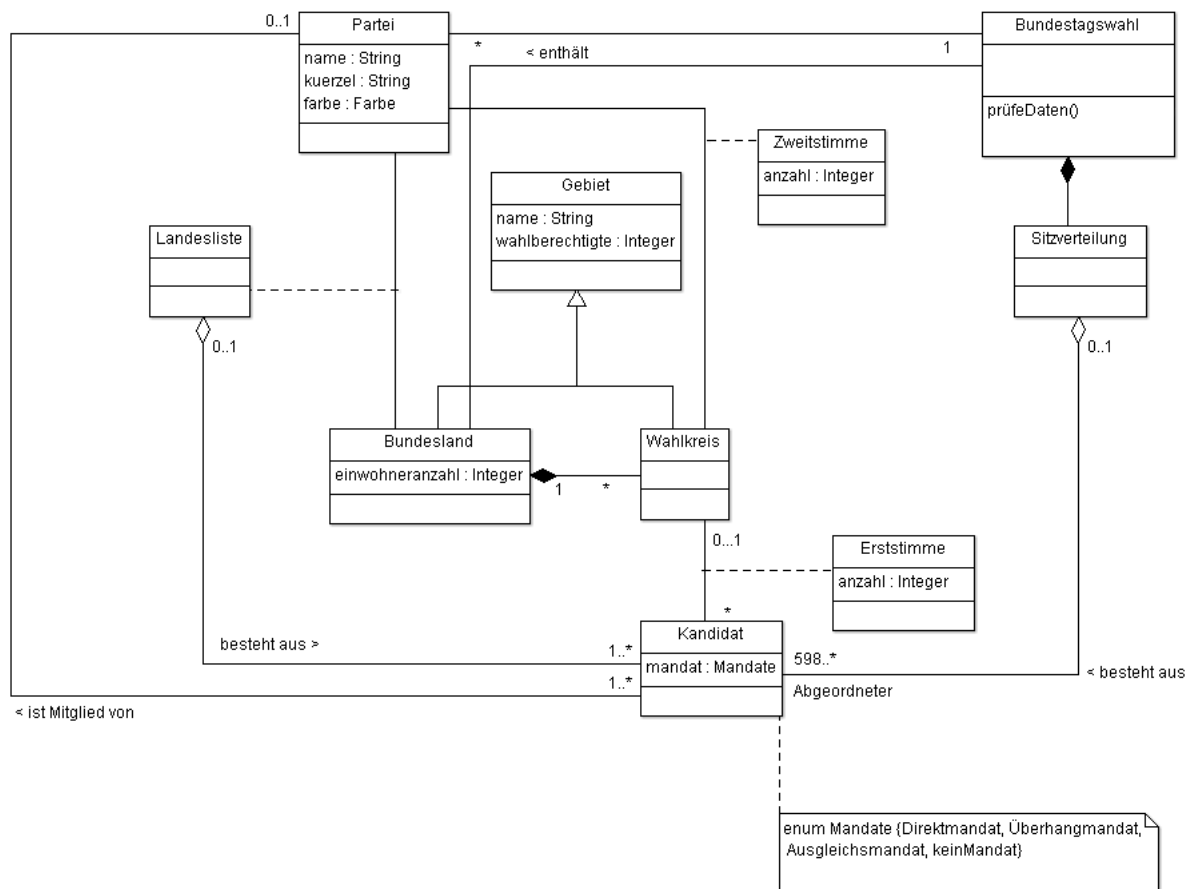 0..1
Partei
Bundestagswahl
*
1
< enthält
name : String
kuerzel : String
farbe : Farbe
prüfeDaten()
Zweitstimme
anzahl : Integer
Gebiet
name : String
wahlberechtigte : Integer
Landesliste
Sitzverteilung
0..1
0..1
Bundesland
einwohneranzahl : Integer
Wahlkreis
1
*
0...1
Erststimme
anzahl : Integer
*
Kandidat
mandat : Mandate
besteht aus >
1..*
598..*
Abgeordneter
< besteht aus
1..*
< ist Mitglied von
enum Mandate {Direktmandat, Überhangmandat,
Ausgleichsmandat, keinMandat}